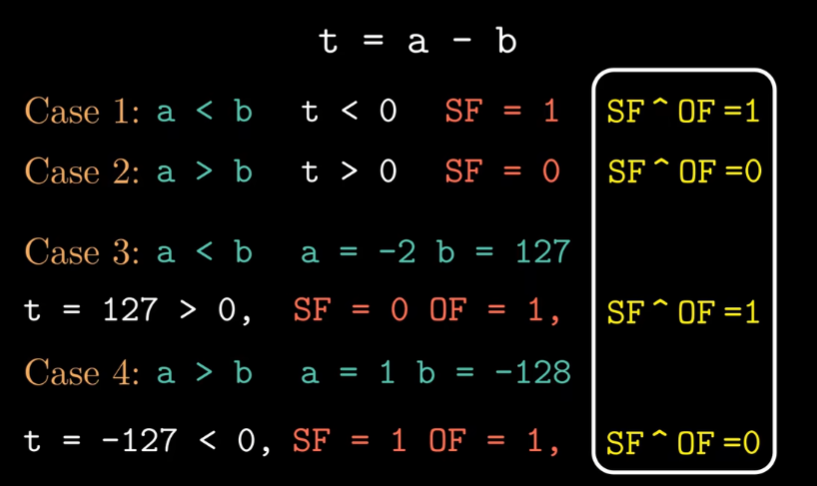 t = a - b
Case 1: a < b t < 0 SF = 1 SF ^ OF =1
Case 2: a > b t > 0 SF = 0 SF ^ OF =0
Case 3: a < b a = -2 b = 127
t = 127 > 0, SF = 0 OF = 1, SF ^ OF =1
Case 4: a > b a = 1 b = -128
t = -127 < 0, SF = 1 OF = 1, SF ^ OF =0